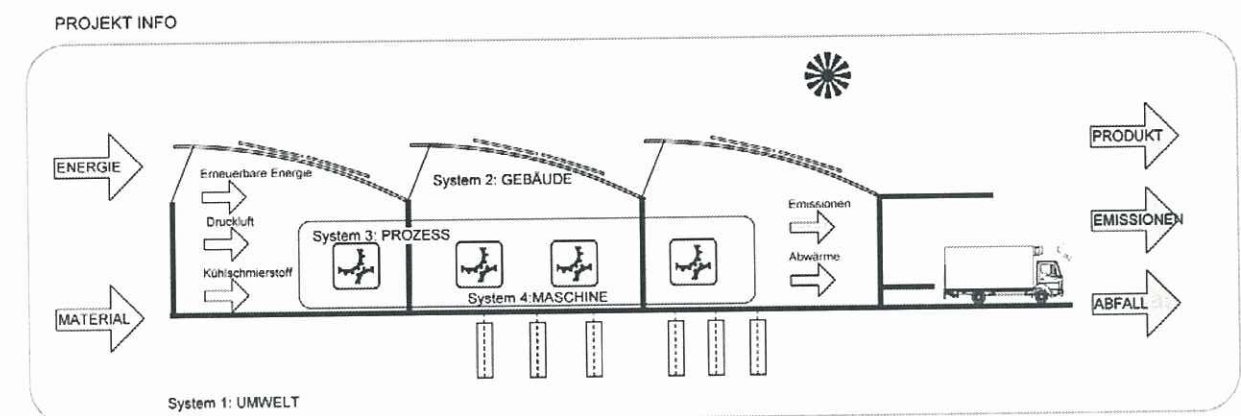 PROJEKT INFO
ENERGIE
MATERIAL
Erneuerbare Energie
Druckluft
Kühlschmierstoff
System 2: GEBÄUDE
System 3: PROZESS
System 4:MASCHINE
Emissionen
Abwärme
PRODUKT
EMISSIONEN
ABFALL
System 1: UMWELT